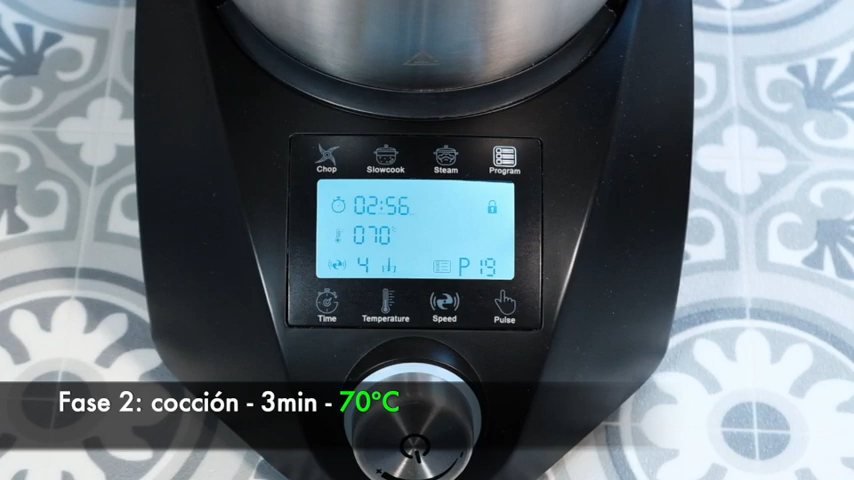 Chop Slowcook Steam Program
02:56
070°C
4 P 19
Time Temperature Speed Pulse
Fase 2: cocción - 3min - 70°C